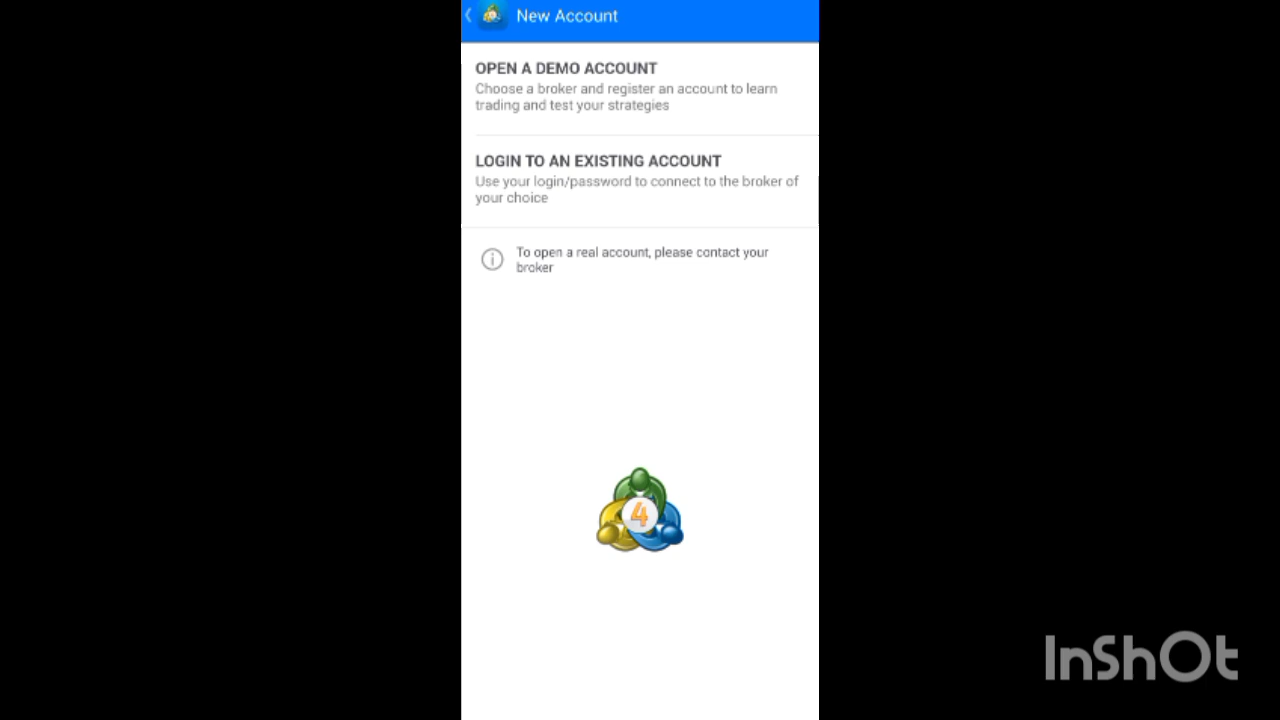 New Account
OPEN A DEMO ACCOUNT
Choose a broker and register an account to learn
trading and test your strategies
LOGIN TO AN EXISTING ACCOUNT
Use your login/password to connect to the broker of
your choice
To open a real account, please contact your
broker
4
InShOt